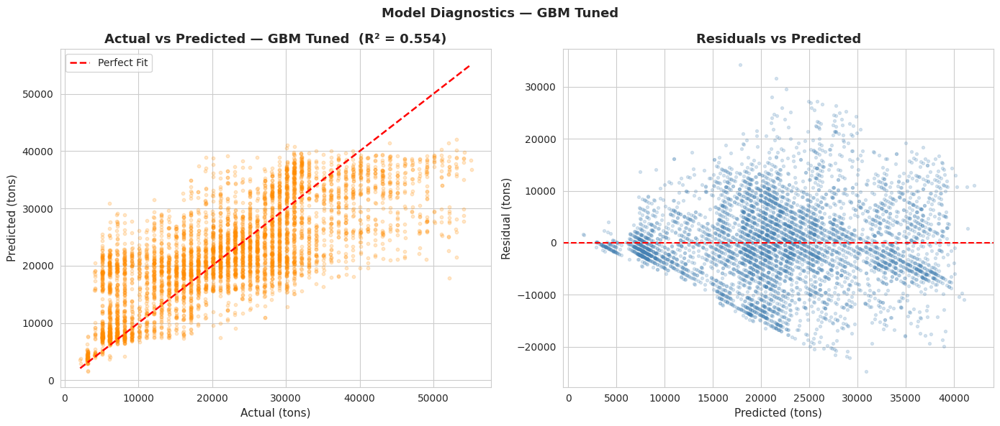 Model Diagnostics — GBM Tuned
Actual vs Predicted — GBM Tuned  (R² = 0.554)
Perfect Fit
50000
40000
30000
20000
10000
0
Predicted (tons)
0 10000 20000 30000 40000 50000
Actual (tons)
Residuals vs Predicted
30000
20000
10000
0
−10000
−20000
Residual (tons)
0 5000 10000 15000 20000 25000 30000 35000 40000
Predicted (tons)